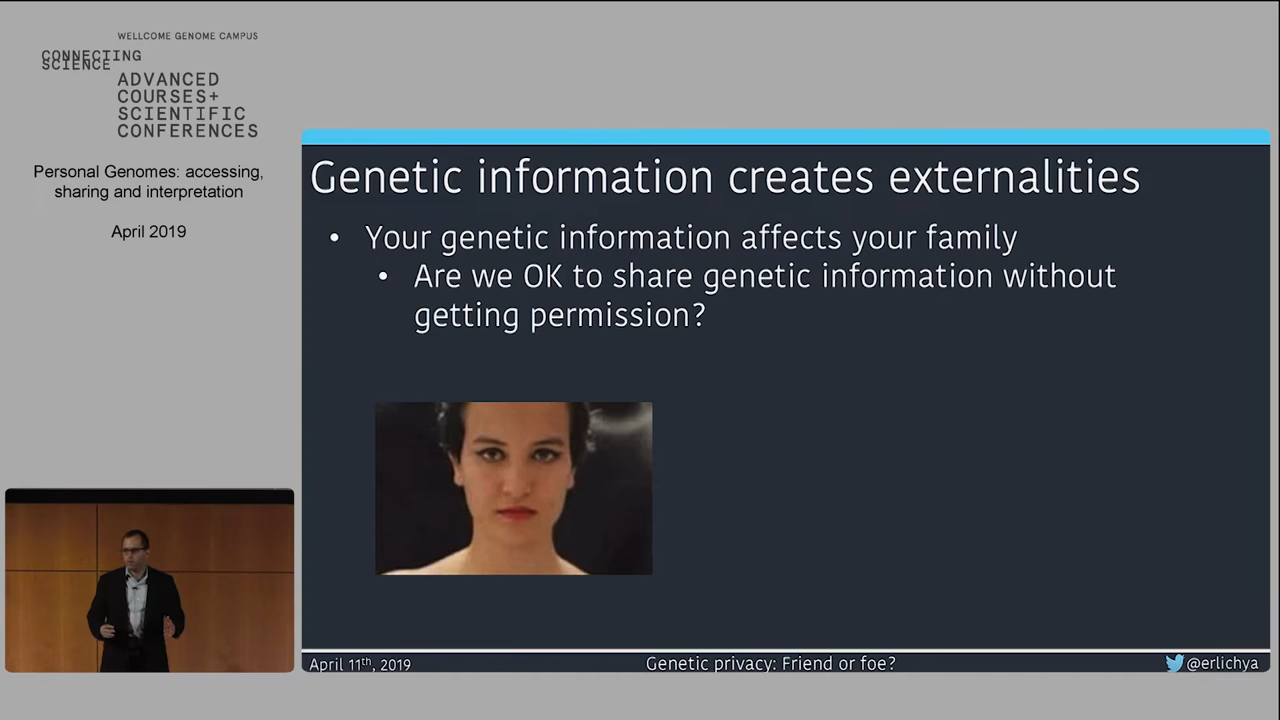 WELLCOME GENOME CAMPUS
CONNECTING
SCIENCE
ADVANCED
COURSES+
SCIENTIFIC
CONFERENCES
Personal Genomes: accessing,
sharing and interpretation
April 2019
Genetic information creates externalities
• Your genetic information affects your family
• Are we OK to share genetic information without
getting permission?
April 11th, 2019
Genetic privacy: Friend or foe?
@erlichya